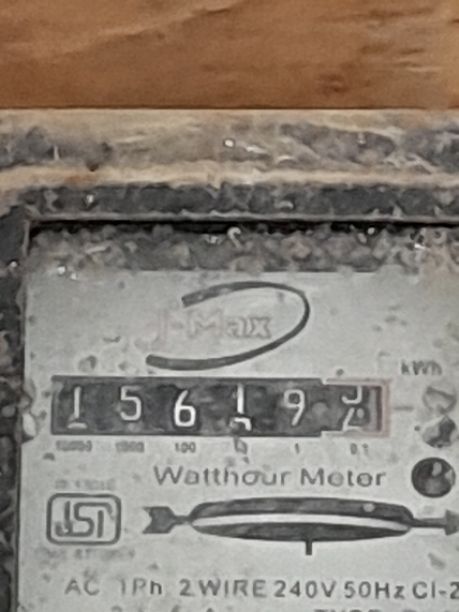 J-Max
kWh
1 5 6 1 9
10000 1000 100 10 1 0.1
Watthour Meter
ISI
AC 1Ph 2 WIRE 240V 50Hz Cl-2